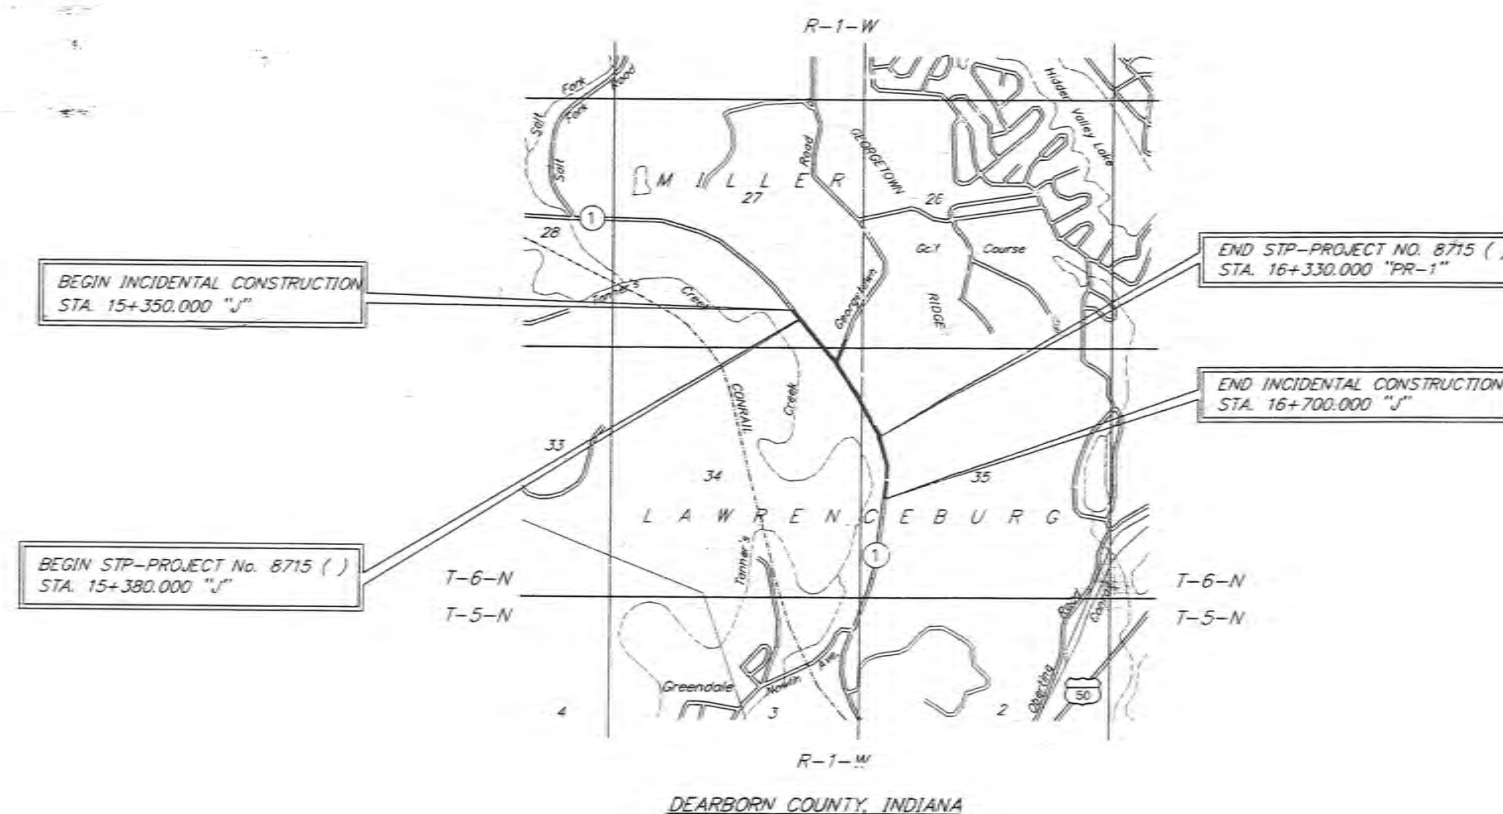 R-1-W
Salt Fork Road
Salt Fork
Hidden Valley Lake
Road
GEORGETOWN
MILLER
27
26
1
28
Golf Course
BEGIN INCIDENTAL CONSTRUCTION
STA. 15+350.000 "J"
END STP-PROJECT NO. 8715 ( )
STA. 16+330.000 "PR-1"
Tanner's Creek
Georgetown
RIDGE
CONRAIL
Creek
END INCIDENTAL CONSTRUCTION
STA. 16+700.000 "J"
33
34
35
LAWRENCEBURG
1
BEGIN STP-PROJECT No. 8715 ( )
STA. 15+380.000 "J"
Tanner's
T-6-N
T-6-N
T-5-N
T-5-N
Road
Conrail
Greendale
Nowlin Ave.
Oberting
50
4
3
2
R-1-W
DEARBORN COUNTY, INDIANA